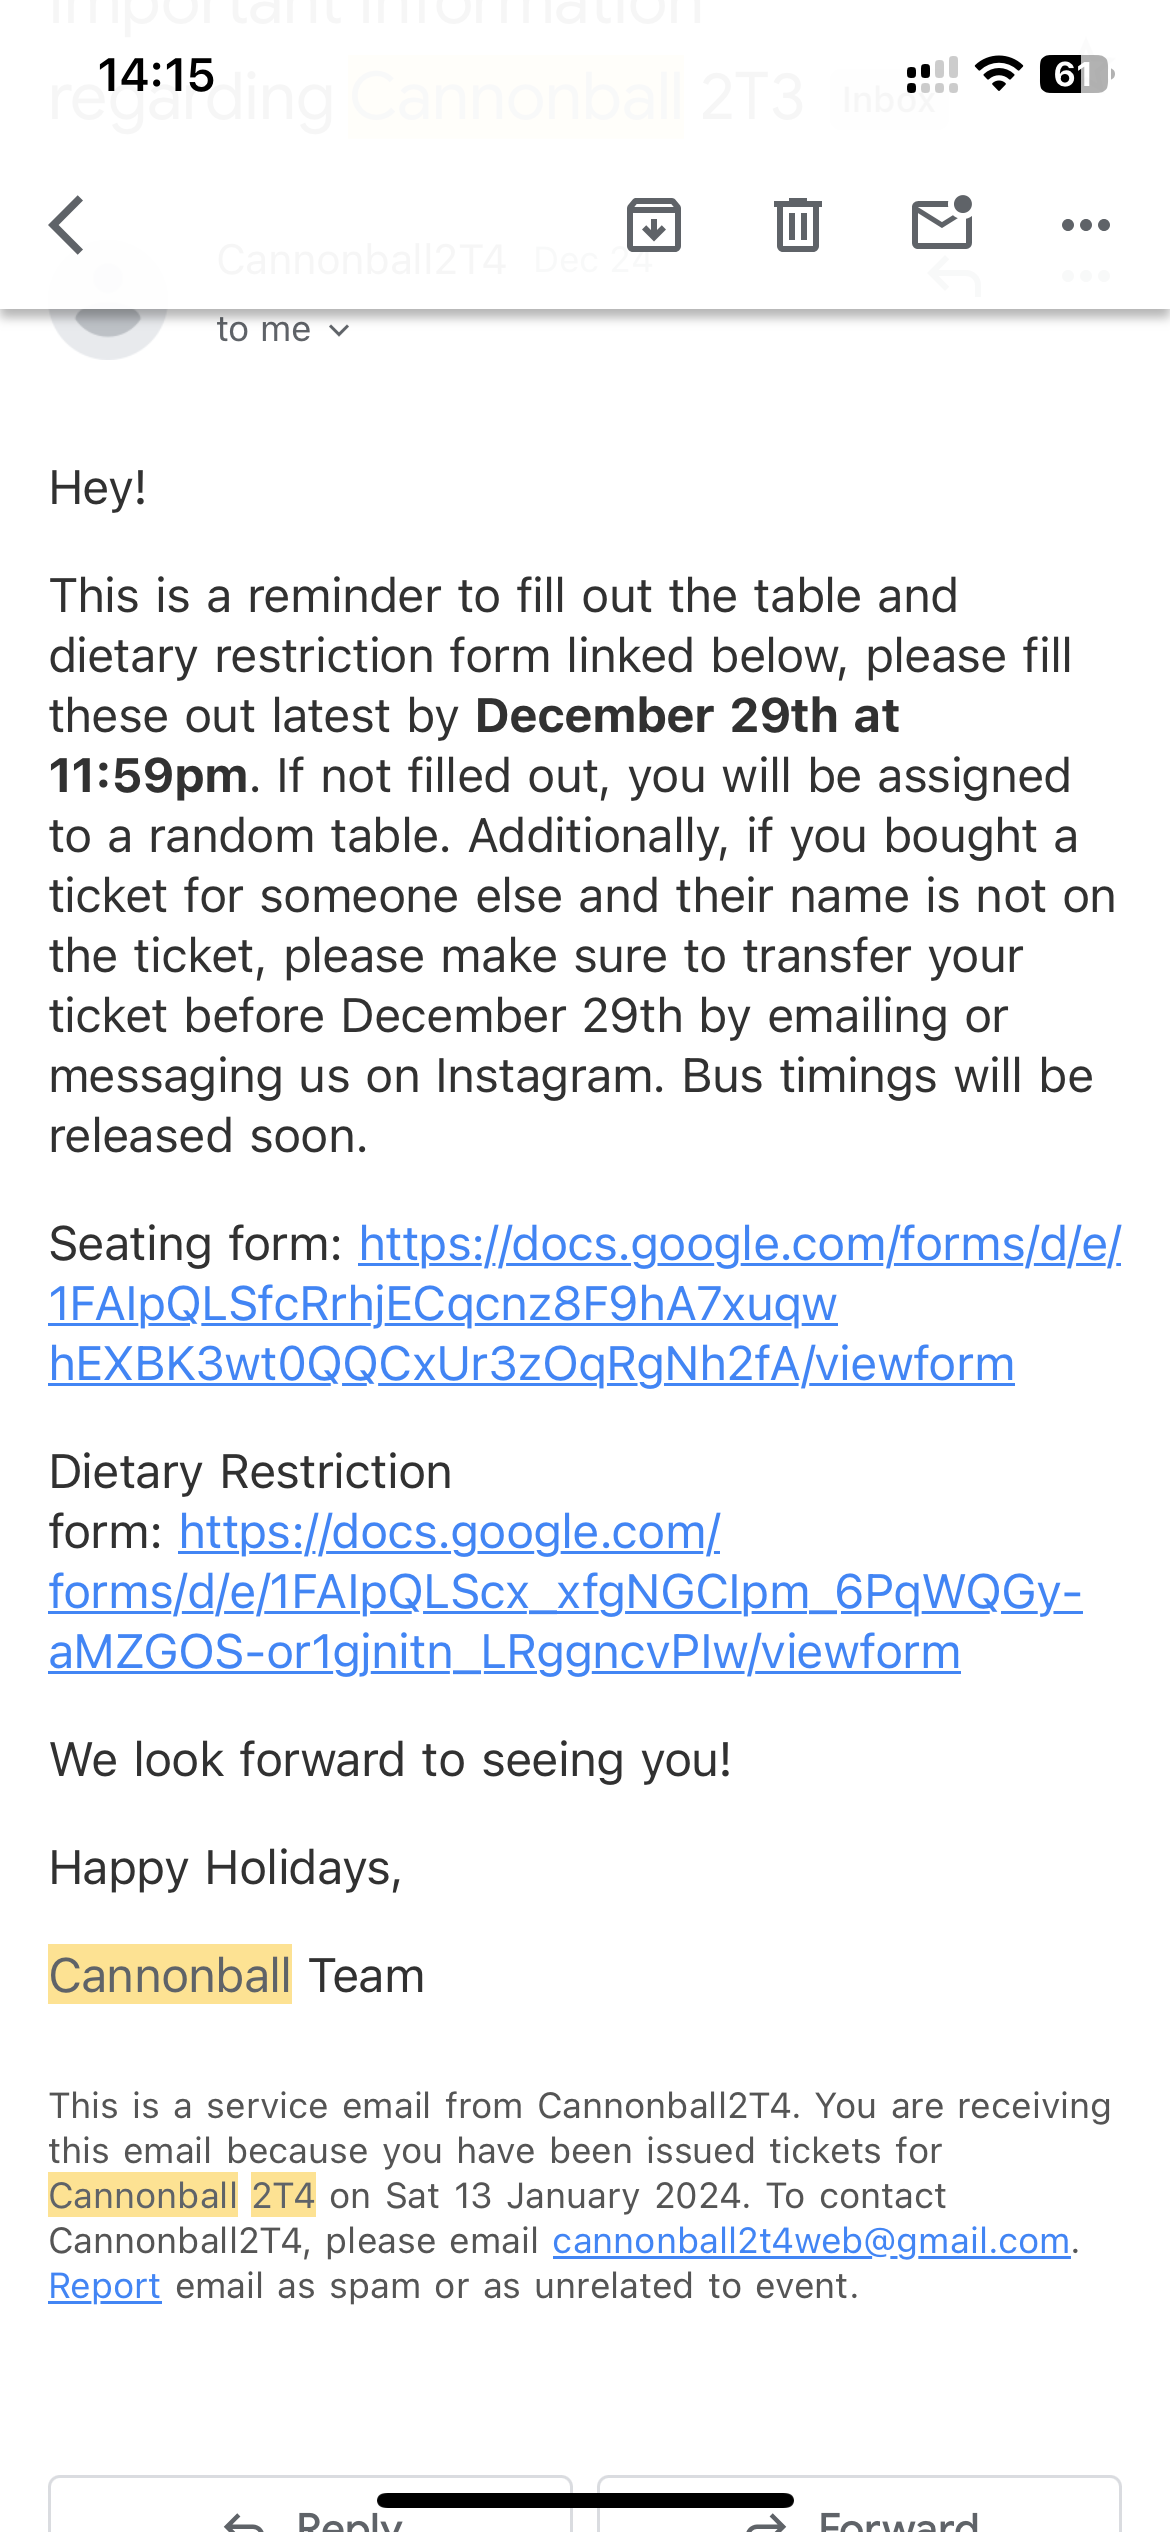 important information
14:15
61
regarding Cannonball 2T3 Inbox
Cannonball2T4 Dec 24
to me
Hey!
This is a reminder to fill out the table and
dietary restriction form linked below, please fill
these out latest by December 29th at
11:59pm. If not filled out, you will be assigned
to a random table. Additionally, if you bought a
ticket for someone else and their name is not on
the ticket, please make sure to transfer your
ticket before December 29th by emailing or
messaging us on Instagram. Bus timings will be
released soon.
Seating form: https://docs.google.com/forms/d/e/
1FAIpQLSfcRrhjECqcnz8F9hA7xuqw
hEXBK3wt0QQCxUr3zOqRgNh2fA/viewform
Dietary Restriction
form: https://docs.google.com/
forms/d/e/1FAIpQLScx_xfgNGCIpm_6PqWQGy-
aMZGOS-or1gjnitn_LRggncvPIw/viewform
We look forward to seeing you!
Happy Holidays,
Cannonball Team
This is a service email from Cannonball2T4. You are receiving
this email because you have been issued tickets for
Cannonball 2T4 on Sat 13 January 2024. To contact
Cannonball2T4, please email cannonball2t4web@gmail.com.
Report email as spam or as unrelated to event.
Reply Forward